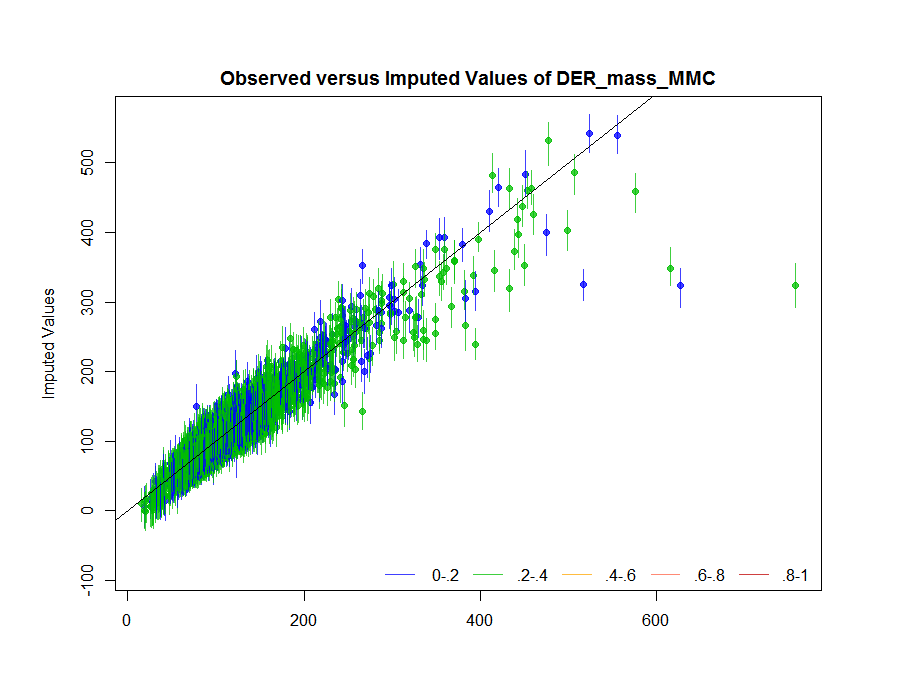 Observed versus Imputed Values of DER_mass_MMC
Imputed Values
500
400
300
200
100
0
-100
0-.2 .2-.4 .4-.6 .6-.8 .8-1
0 200 400 600